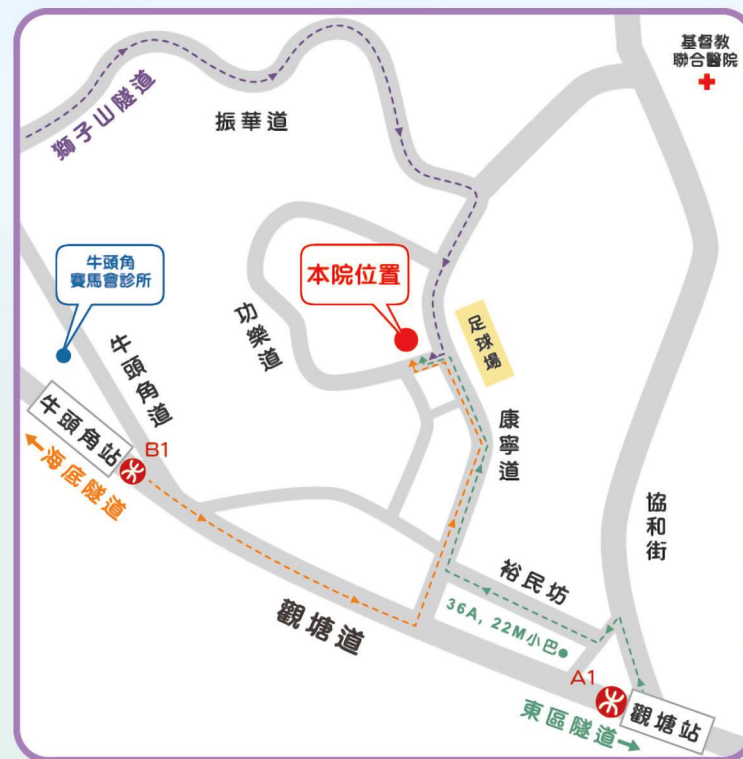 基督教
聯合醫院
獅子山隧道
振華道
牛頭角
賽馬會診所
本院位置
功樂道
足球場
牛頭角道
牛頭角站
B1
海底隧道
康寧道
協和街
裕民坊
觀塘道
36A, 22M小巴
A1
觀塘站
東區隧道